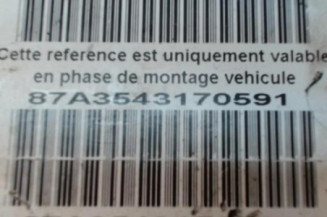 Cette reference est uniquement valable
en phase de montage vehicule
87A3543170591